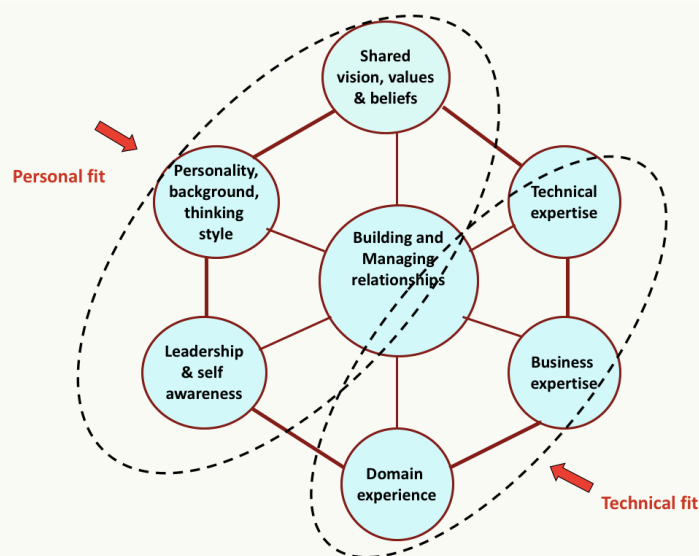 Shared
vision, values
& beliefs
Personal fit
Personality,
background,
thinking
style
Technical
expertise
Building and
Managing
relationships
Leadership
& self
awareness
Business
expertise
Domain
experience
Technical fit